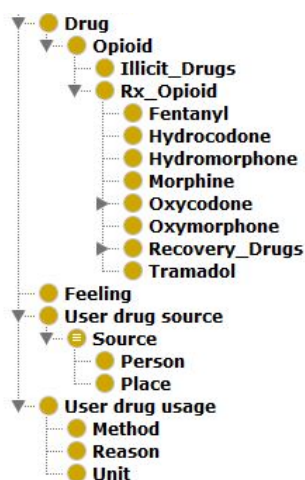 Drug
Opioid
Illicit_Drugs
Rx_Opioid
Fentanyl
Hydrocodone
Hydromorphone
Morphine
Oxycodone
Oxymorphone
Recovery_Drugs
Tramadol
Feeling
User drug source
Source
Person
Place
User drug usage
Method
Reason
Unit